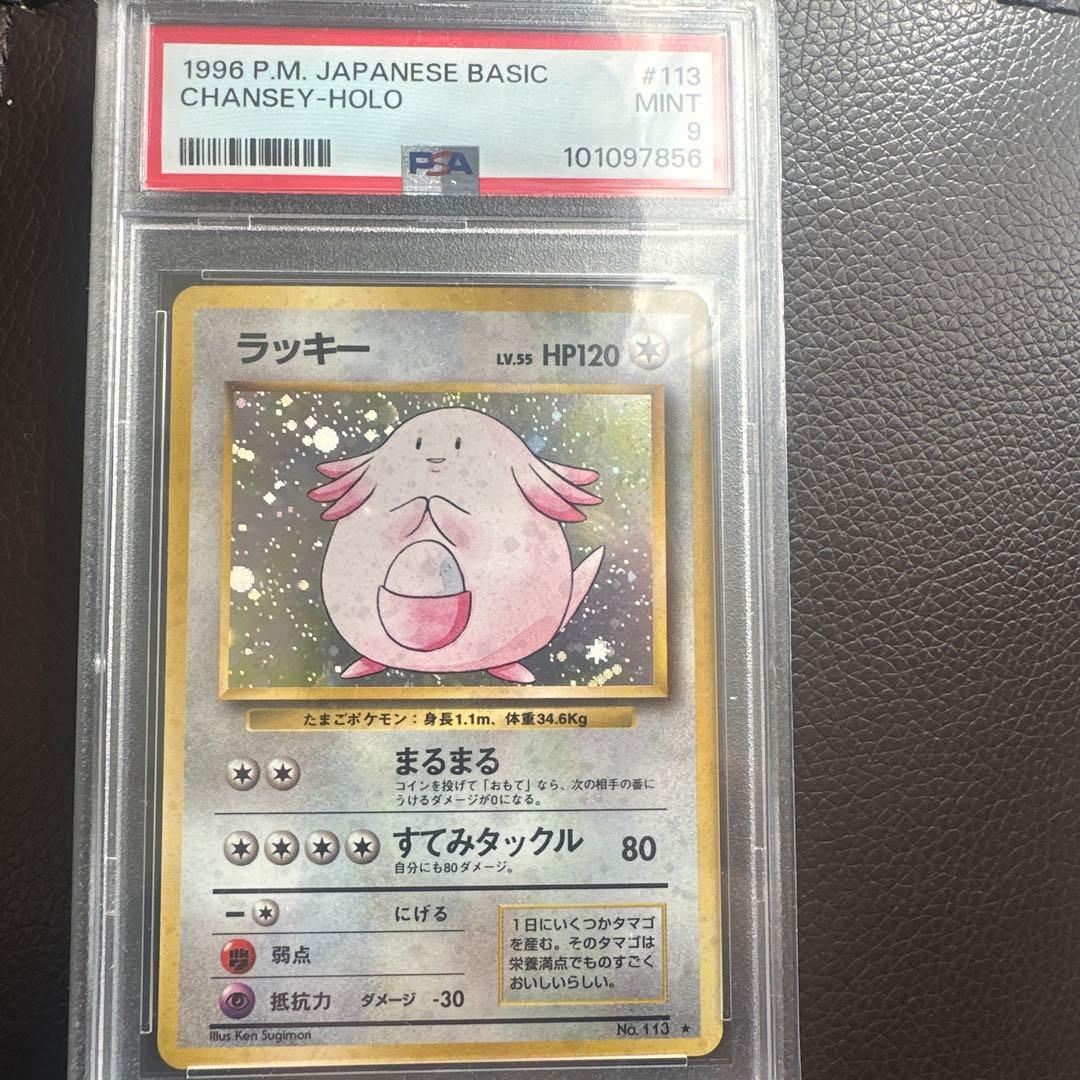 1996 P.M. JAPANESE BASIC #113
CHANSEY-HOLO MINT
9
PSA 101097856
ラッキー LV.55 HP120
たまごポケモン：身長1.1m、体重34.6Kg
まるまる
コインを投げて「おもて」なら、次の相手の番に
うけるダメージが0になる。
すてみタックル 80
自分にも80ダメージ。
にげる
弱点
抵抗力 ダメージ -30
1日にいくつかタマゴ
を産む。そのタマゴは
栄養満点でものすごく
おいしいらしい。
Illus. Ken Sugimori No. 113 ★